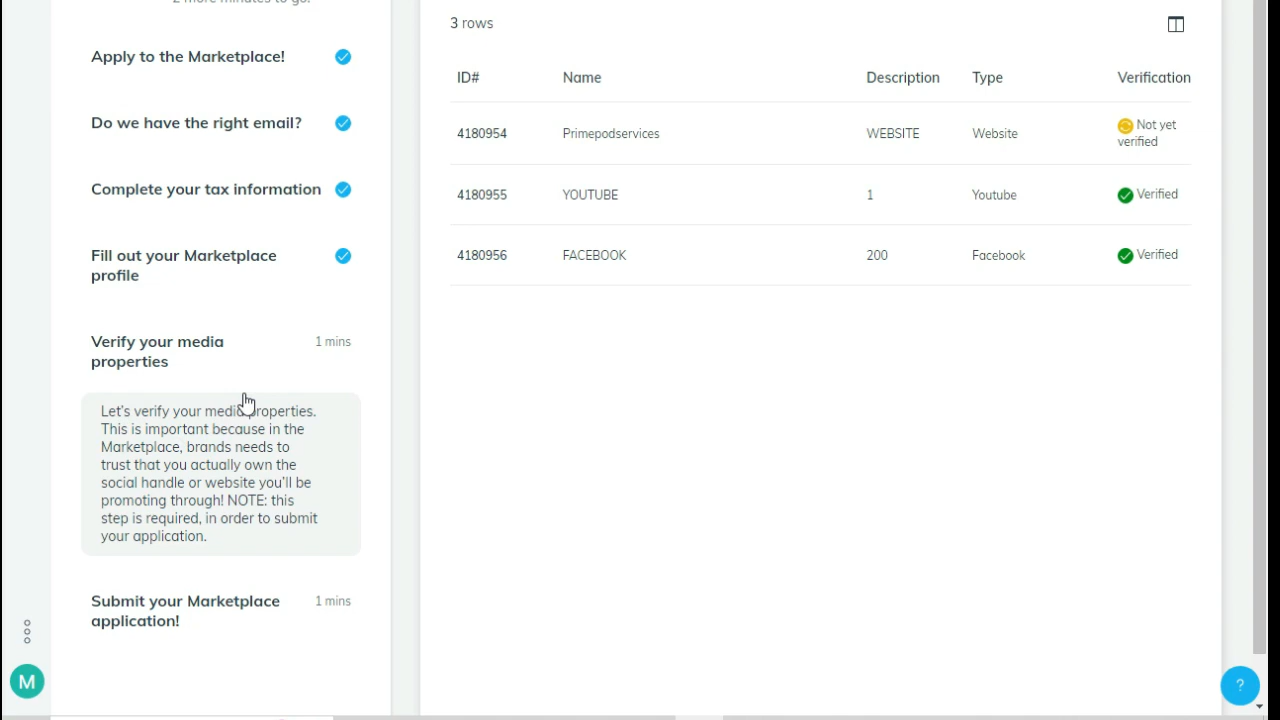 2 more minutes to go!
Apply to the Marketplace!
Do we have the right email?
Complete your tax information
Fill out your Marketplace
profile
Verify your media
properties
1 mins
Let's verify your media properties.
This is important because in the
Marketplace, brands needs to
trust that you actually own the
social handle or website you'll be
promoting through! NOTE: this
step is required, in order to submit
your application.
Submit your Marketplace
application!
1 mins
M
3 rows
ID# Name Description Type Verification
4180954 Primepodservices WEBSITE Website Not yet
verified
4180955 YOUTUBE 1 Youtube Verified
4180956 FACEBOOK 200 Facebook Verified
?